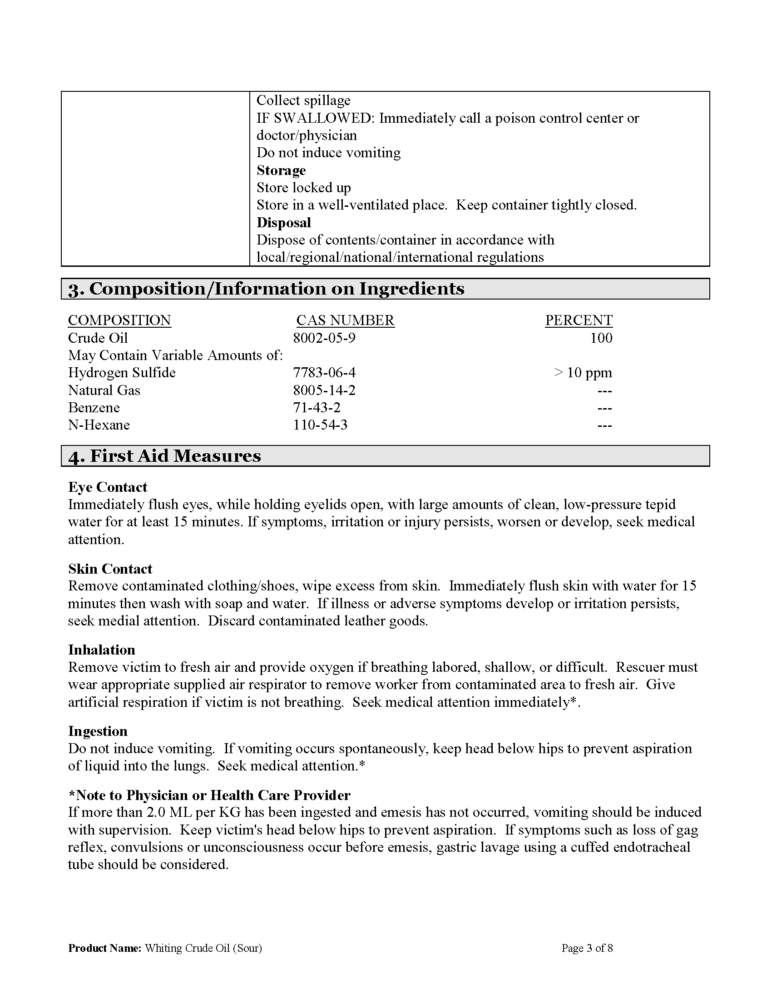 Collect spillage
IF SWALLOWED: Immediately call a poison control center or
doctor/physician
Do not induce vomiting
Storage
Store locked up
Store in a well-ventilated place.  Keep container tightly closed.
Disposal
Dispose of contents/container in accordance with
local/regional/national/international regulations
3. Composition/Information on Ingredients
COMPOSITION CAS NUMBER PERCENT
Crude Oil 8002-05-9 100
May Contain Variable Amounts of:
Hydrogen Sulfide 7783-06-4 > 10 ppm
Natural Gas 8005-14-2 ---
Benzene 71-43-2 ---
N-Hexane 110-54-3 ---
4. First Aid Measures
Eye Contact
Immediately flush eyes, while holding eyelids open, with large amounts of clean, low-pressure tepid
water for at least 15 minutes. If symptoms, irritation or injury persists, worsen or develop, seek medical
attention.
Skin Contact
Remove contaminated clothing/shoes, wipe excess from skin.  Immediately flush skin with water for 15
minutes then wash with soap and water.  If illness or adverse symptoms develop or irritation persists,
seek medial attention.  Discard contaminated leather goods.
Inhalation
Remove victim to fresh air and provide oxygen if breathing labored, shallow, or difficult.  Rescuer must
wear appropriate supplied air respirator to remove worker from contaminated area to fresh air.  Give
artificial respiration if victim is not breathing.  Seek medical attention immediately*.
Ingestion
Do not induce vomiting.  If vomiting occurs spontaneously, keep head below hips to prevent aspiration
of liquid into the lungs.  Seek medical attention.*
*Note to Physician or Health Care Provider
If more than 2.0 ML per KG has been ingested and emesis has not occurred, vomiting should be induced
with supervision.  Keep victim's head below hips to prevent aspiration.  If symptoms such as loss of gag
reflex, convulsions or unconsciousness occur before emesis, gastric lavage using a cuffed endotracheal
tube should be considered.
Product Name: Whiting Crude Oil (Sour) Page 3 of 8